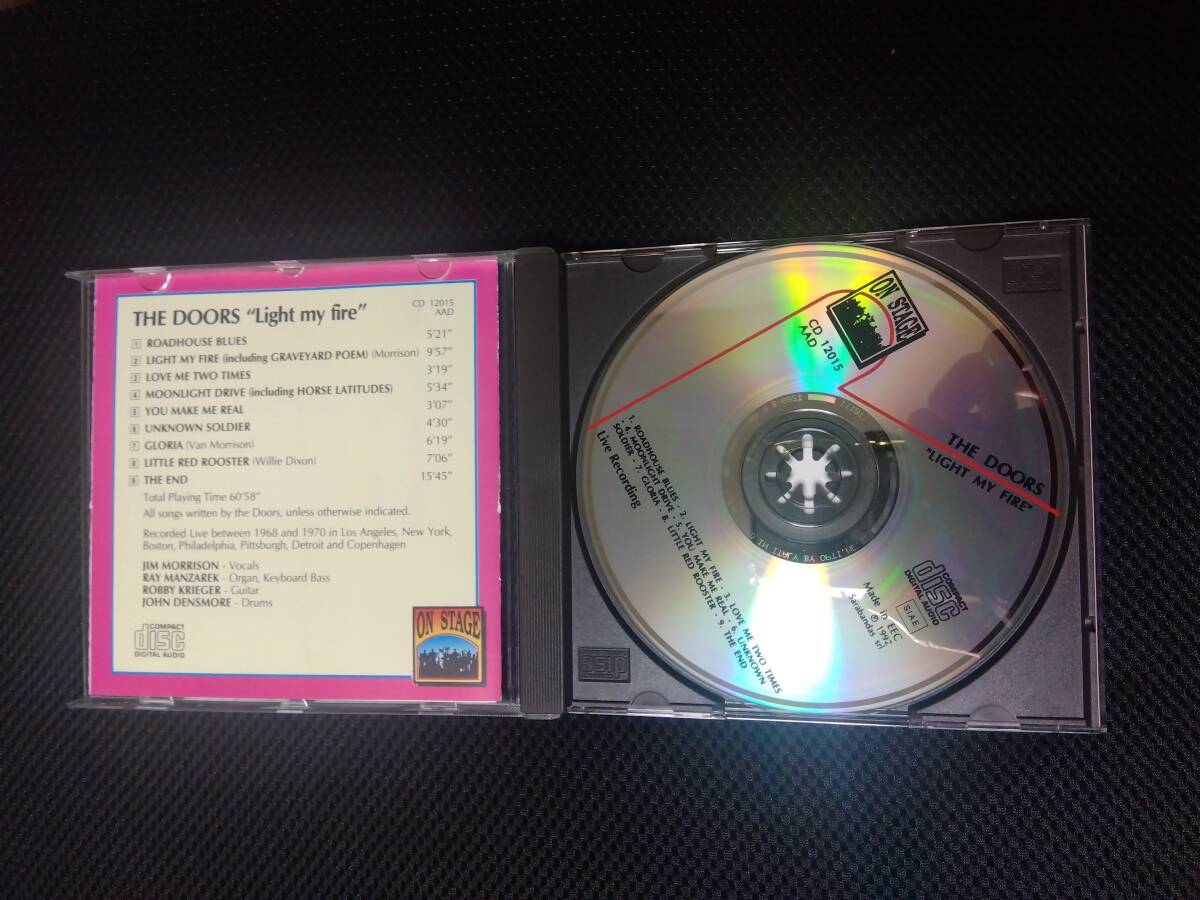 THE DOORS "Light my fire"
CD 12015
AAD
1 ROADHOUSE BLUES 5'21"
2 LIGHT MY FIRE (including GRAVEYARD POEM) (Morrison) 9'57"
3 LOVE ME TWO TIMES 3'19"
4 MOONLIGHT DRIVE (including HORSE LATITUDES) 5'34"
5 YOU MAKE ME REAL 3'07"
6 UNKNOWN SOLDIER 4'30"
7 GLORIA (Van Morrison) 6'19"
8 LITTLE RED ROOSTER (Willie Dixon) 7'06"
9 THE END 15'45"
Total Playing Time 60'58"
All songs written by the Doors, unless otherwise indicated.
Recorded Live between 1968 and 1970 in Los Angeles, New York,
Boston, Philadelphia, Pittsburgh, Detroit and Copenhagen
JIM MORRISON - Vocals
RAY MANZAREK - Organ, Keyboard Bass
ROBBY KRIEGER - Guitar
JOHN DENSMORE - Drums
COMPACT
disc
DIGITAL AUDIO
ON STAGE
ON STAGE
CD 12015
AAD
THE DOORS
"LIGHT MY FIRE"
Live Recording
1. ROADHOUSE BLUES - 2. LIGHT MY FIRE - 3. LOVE ME TWO TIMES
- 4. MOONLIGHT DRIVE - 5. YOU MAKE ME REAL - 6. UNKNOWN
SOLDIER - 7. GLORIA - 8. LITTLE RED ROOSTER - 9. THE END
COMPACT
disc
DIGITAL AUDIO
SIAE
Made in EEC
℗ 1992
Sarabandas srl
disc